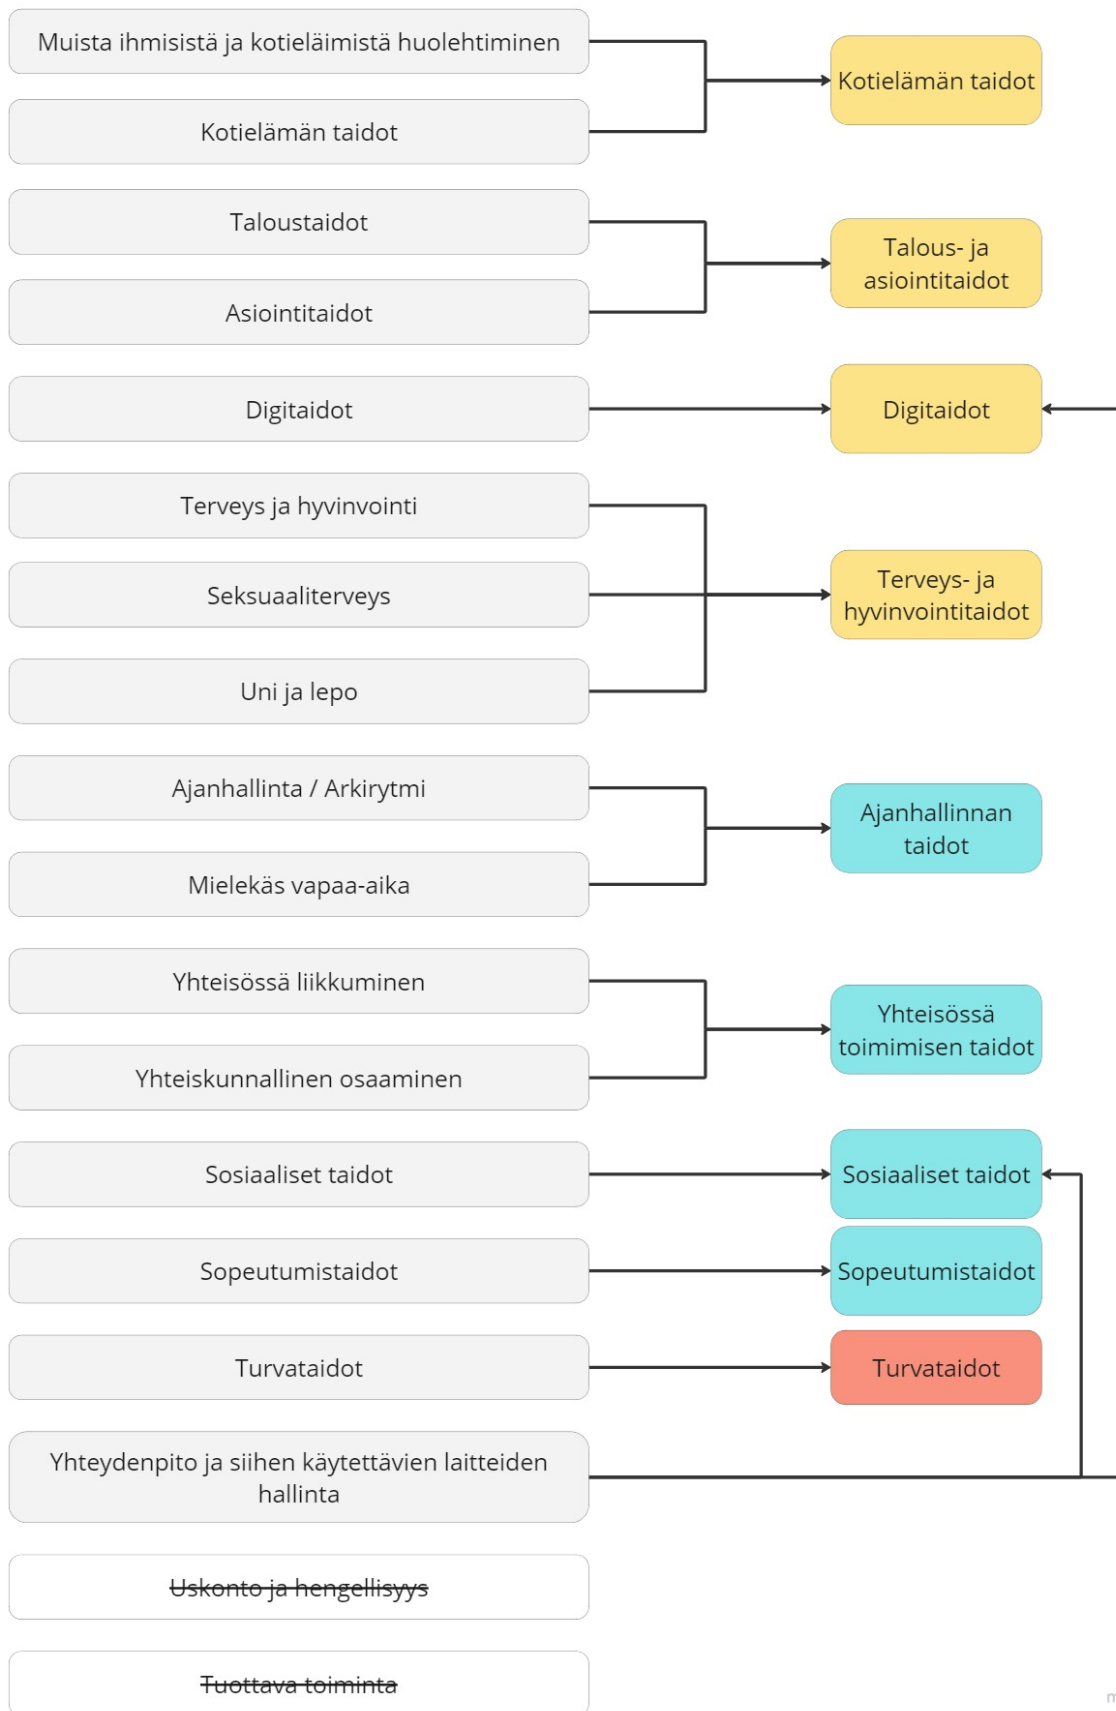 Muista ihmisistä ja kotieläimistä huolehtiminen
Kotielämän taidot
Kotielämän taidot
Taloustaidot
Asiointitaidot
Talous- ja
asiointitaidot
Digitaidot
Digitaidot
Terveys ja hyvinvointi
Seksuaaliterveys
Uni ja lepo
Terveys- ja
hyvinvointitaidot
Ajanhallinta / Arkirytmi
Mielekäs vapaa-aika
Ajanhallinnan
taidot
Yhteisössä liikkuminen
Yhteiskunnallinen osaaminen
Yhteisössä
toimimisen taidot
Sosiaaliset taidot
Sosiaaliset taidot
Sopeutumistaidot
Sopeutumistaidot
Turvataidot
Turvataidot
Yhteydenpito ja siihen käytettävien laitteiden
hallinta
Uskonto ja hengellisyys
Tuottava toiminta